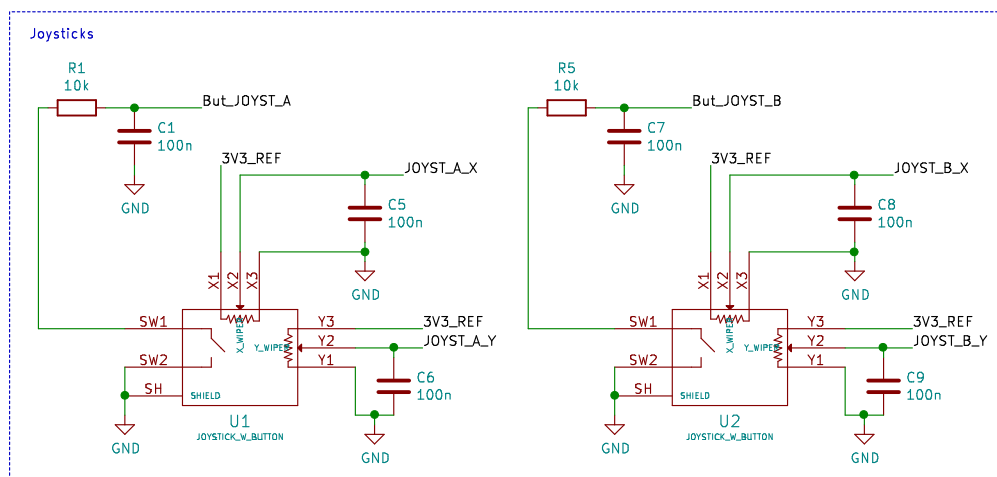 Joysticks
R1
10k
But_JOYST_A
C1
100n
GND
3V3_REF
JOYST_A_X
C5
100n
GND
X1
X2
X3
SW1
SW2
SH
SHIELD
X_WIPER
Y_WIPER
Y3
Y2
Y1
3V3_REF
JOYST_A_Y
C6
100n
GND
U1
JOYSTICK_W_BUTTON
GND
R5
10k
But_JOYST_B
C7
100n
GND
3V3_REF
JOYST_B_X
C8
100n
GND
X1
X2
X3
SW1
SW2
SH
SHIELD
X_WIPER
Y_WIPER
Y3
Y2
Y1
3V3_REF
JOYST_B_Y
C9
100n
GND
U2
JOYSTICK_W_BUTTON
GND